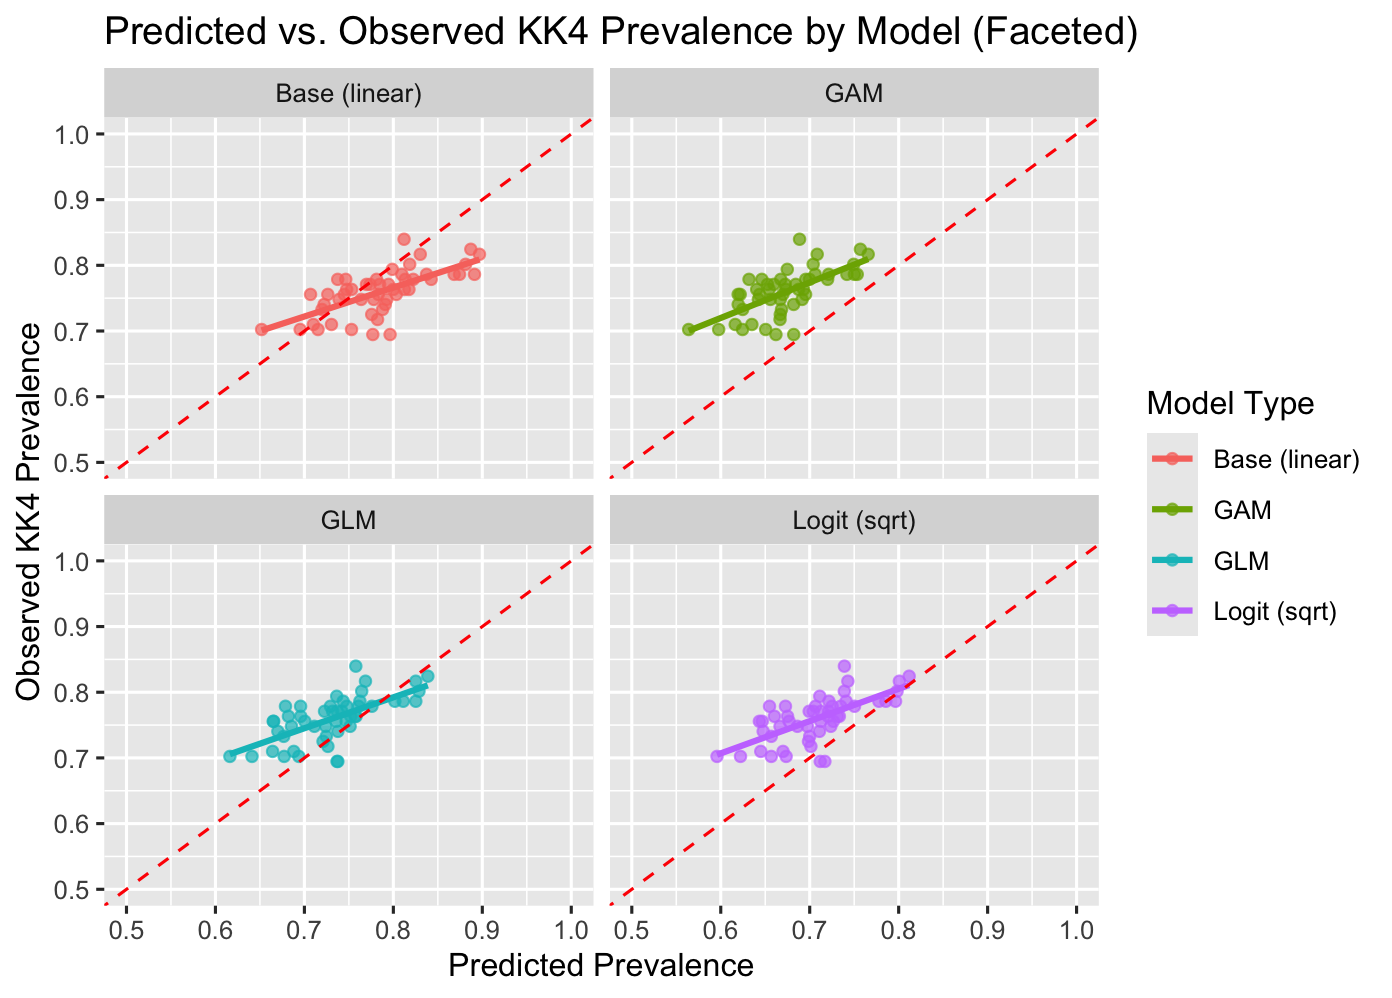 Predicted vs. Observed KK4 Prevalence by Model (Faceted)
Base (linear)
GAM
1.0
0.9
0.8
0.7
0.6
0.5
GLM
Logit (sqrt)
1.0
0.9
0.8
0.7
0.6
0.5
0.5 0.6 0.7 0.8 0.9 1.0
0.5 0.6 0.7 0.8 0.9 1.0
Predicted Prevalence
Observed KK4 Prevalence
Model Type
Base (linear)
GAM
GLM
Logit (sqrt)